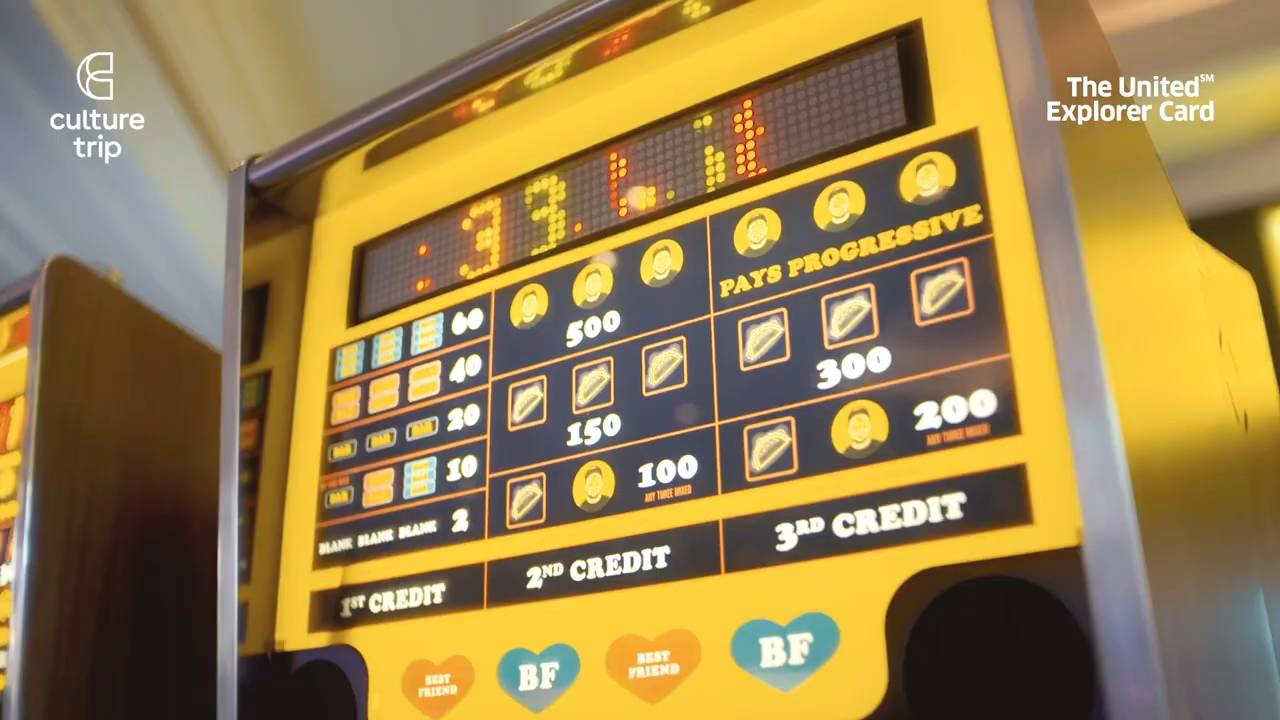 culture
trip
The United℠
Explorer Card
60
40
20
10
BLANK BLANK BLANK 2
1ST CREDIT
500
150
100
ANY THREE MIXED
2ND CREDIT
PAYS PROGRESSIVE
300
200
ANY THREE MIXED
3RD CREDIT
BEST
FRIEND
BF
BEST
FRIEND
BF